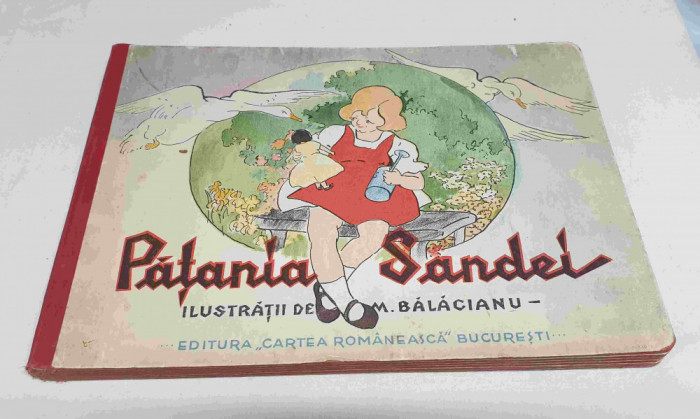 Pățania Sandei
ILUSTRAȚII DE M. BĂLĂCIANU -
... EDITURA „CARTEA ROMÂNEASCĂ" BUCUREȘTI ...